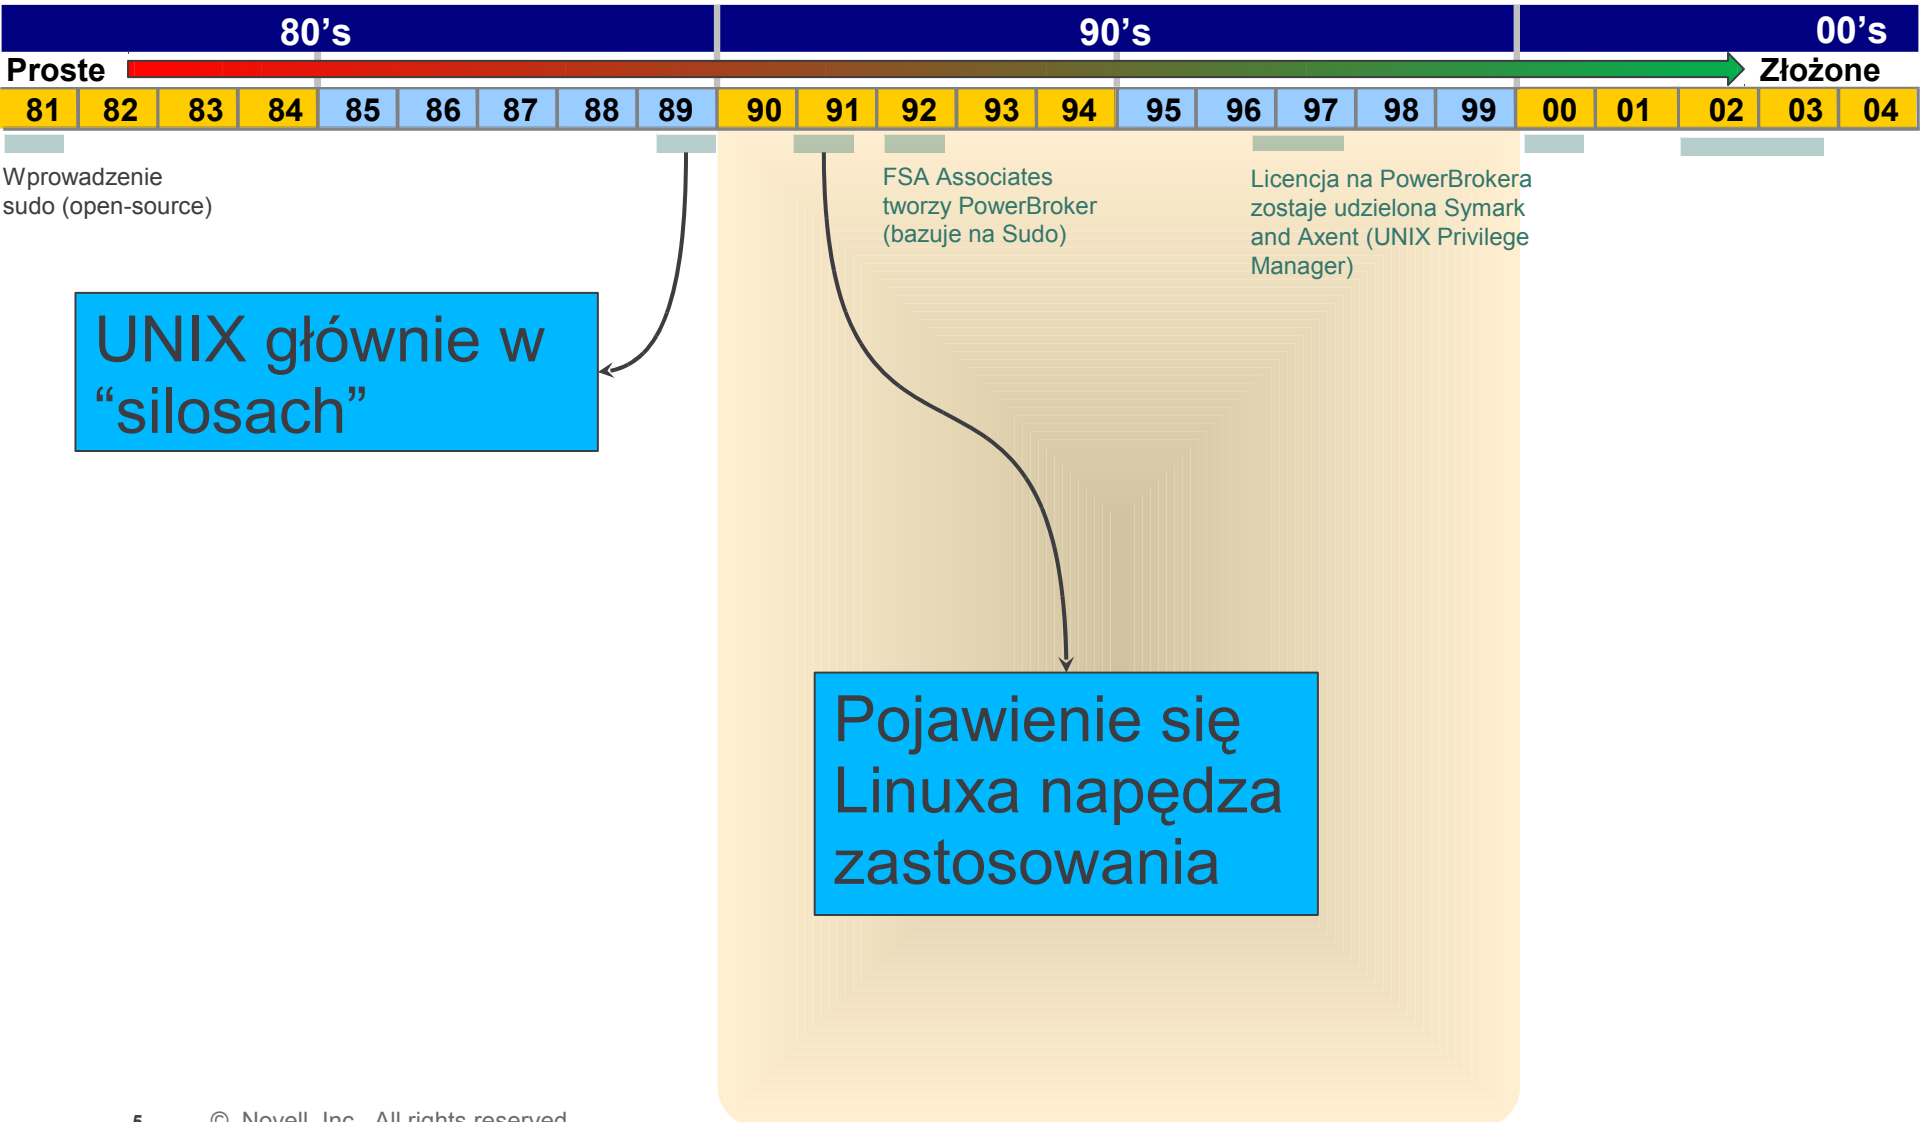 80’s 90’s 00’s
Proste Złożone
81 82 83 84 85 86 87 88 89 90 91 92 93 94 95 96 97 98 99 00 01 02 03 04
Wprowadzenie
sudo (open-source)
FSA Associates
tworzy PowerBroker
(bazuje na Sudo)
Licencja na PowerBrokera
zostaje udzielona Symark
and Axent (UNIX Privilege
Manager)
UNIX głównie w
“silosach”
Pojawienie się
Linuxa napędza
zastosowania
5 © Novell, Inc. All rights reserved.